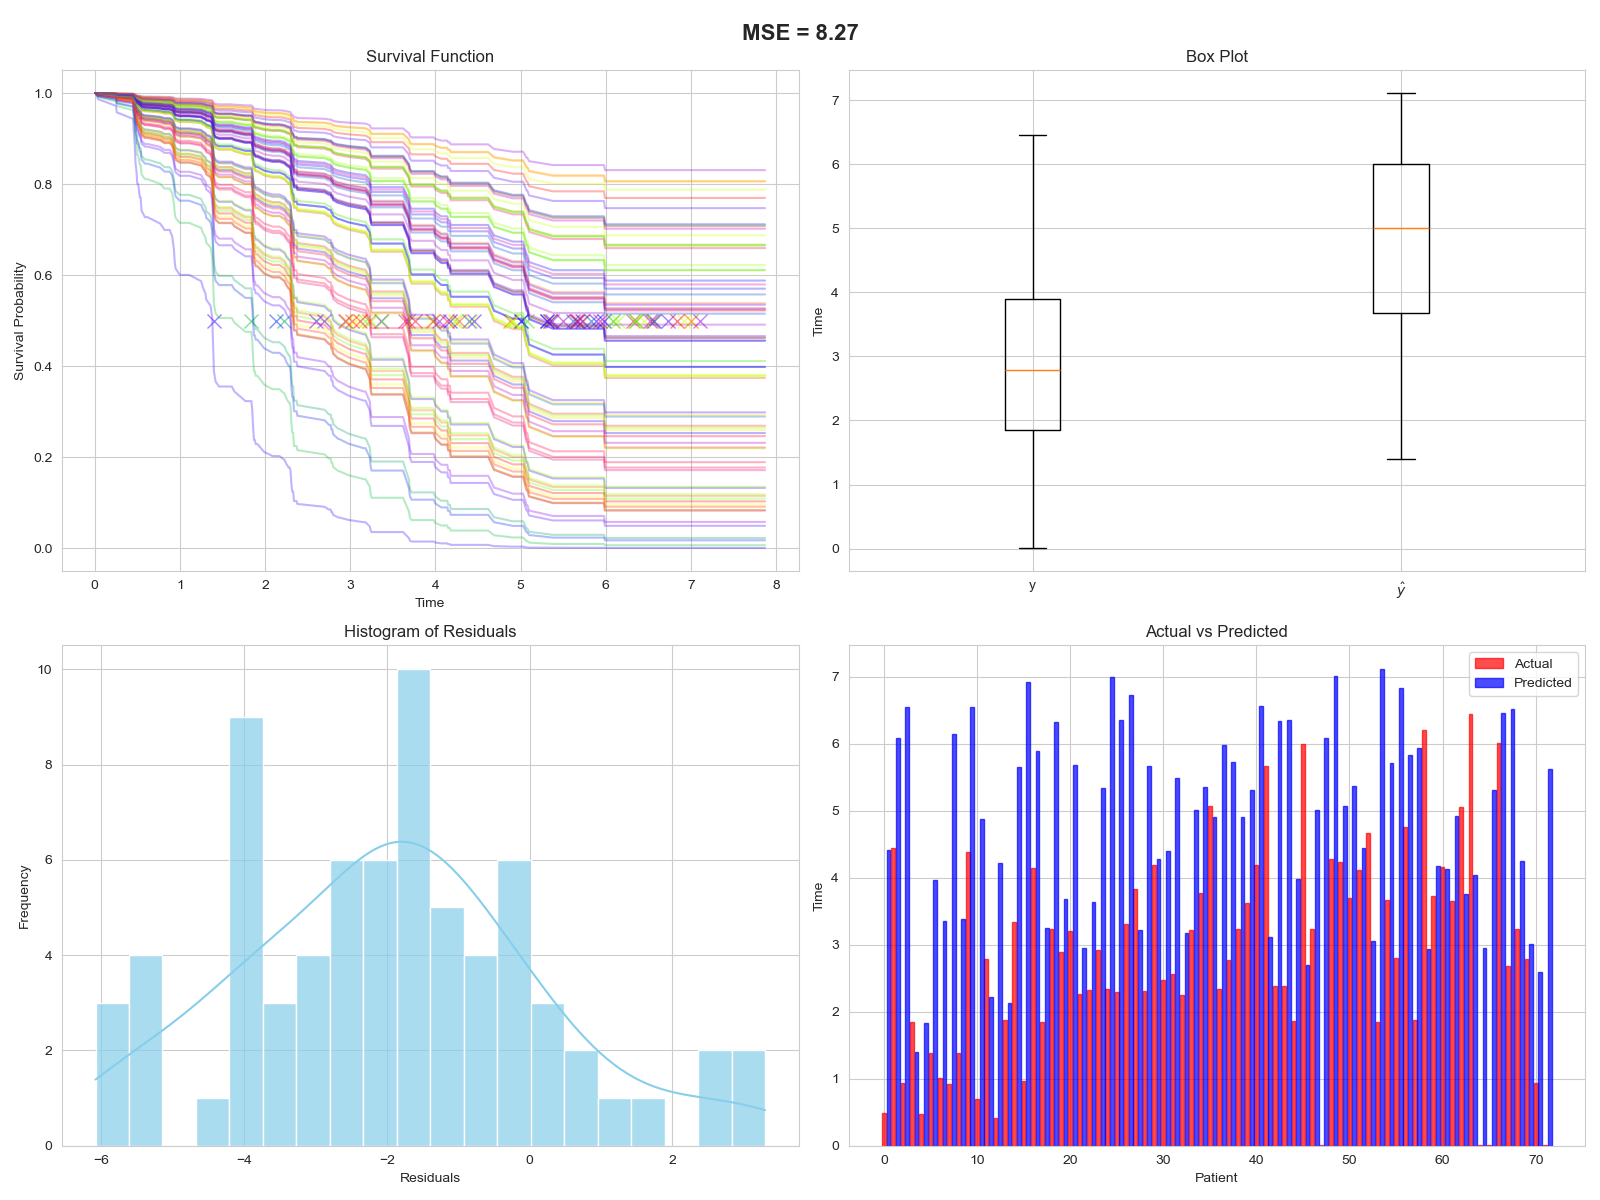 MSE = 8.27
Survival Function
Survival Probability
1.0
0.8
0.6
0.4
0.2
0.0
0 1 2 3 4 5 6 7 8
Time
Box Plot
Time
7
6
5
4
3
2
1
0
y ŷ
Histogram of Residuals
Frequency
10
8
6
4
2
0
−6 −4 −2 0 2
Residuals
Actual vs Predicted
Actual
Predicted
Time
7
6
5
4
3
2
1
0
0 10 20 30 40 50 60 70
Patient